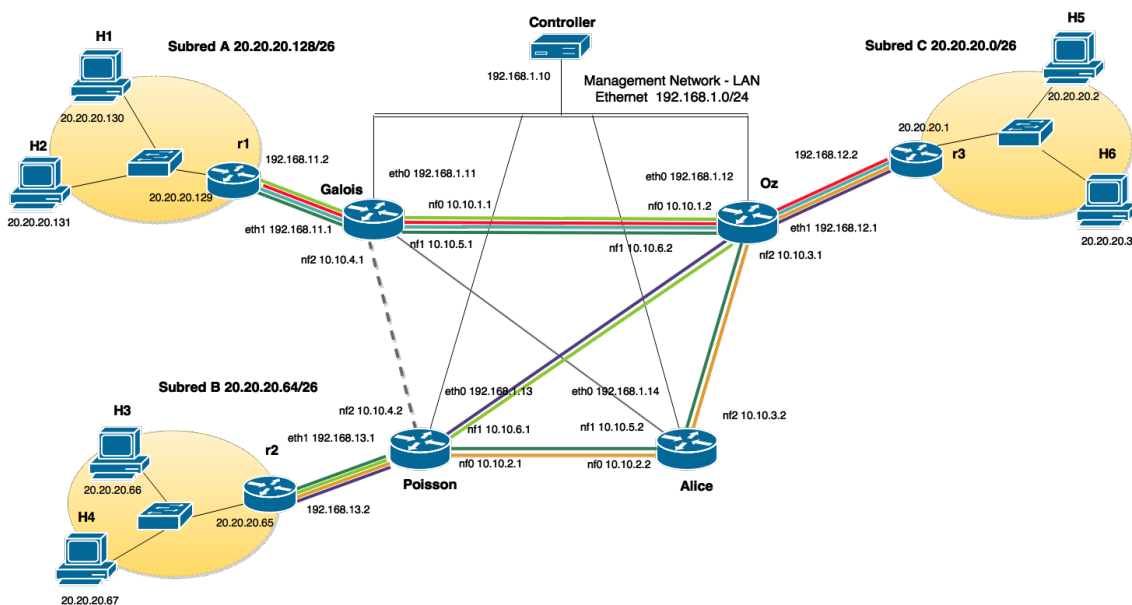 Controller
H5
H1
Subred A 20.20.20.128/26
Subred C 20.20.20.0/26
192.168.1.10
Management Network - LAN
Ethernet  192.168.1.0/24
20.20.20.2
20.20.20.130
H2
r1
192.168.11.2
20.20.20.1
r3
192.168.12.2
H6
eth0 192.168.1.11
eth0 192.168.1.12
Oz
Galois
20.20.20.129
nf0 10.10.1.1
nf0 10.10.1.2
20.20.20.131
eth1 192.168.11.1
eth1 192.168.12.1
20.20.20.3
nf1 10.10.5.1
nf1 10.10.6.2
nf2 10.10.4.1
nf2 10.10.3.1
Subred B 20.20.20.64/26
eth0 192.168.1.13
eth0 192.168.1.14
H3
nf2 10.10.4.2
nf2 10.10.3.2
eth1 192.168.13.1
nf1 10.10.6.1
nf1 10.10.5.2
r2
nf0 10.10.2.1
nf0 10.10.2.2
20.20.20.66
Poisson
Alice
H4
192.168.13.2
20.20.20.65
20.20.20.67